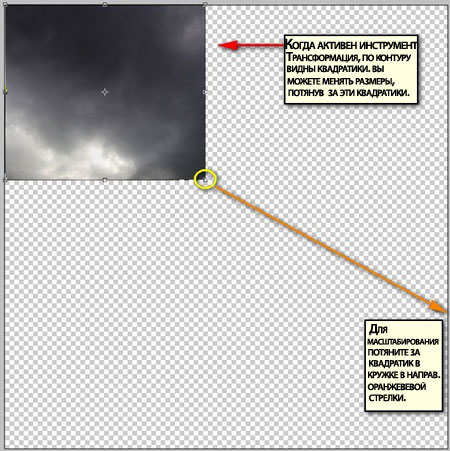 Когда активен инструмент
Трансформация, по контуру
видны квадратики. вы
можете менять размеры,
потянув за эти квадратики.
Для
масштабирования
потяните за
квадратик в
кружке в направ.
оранжевевой
стрелки.